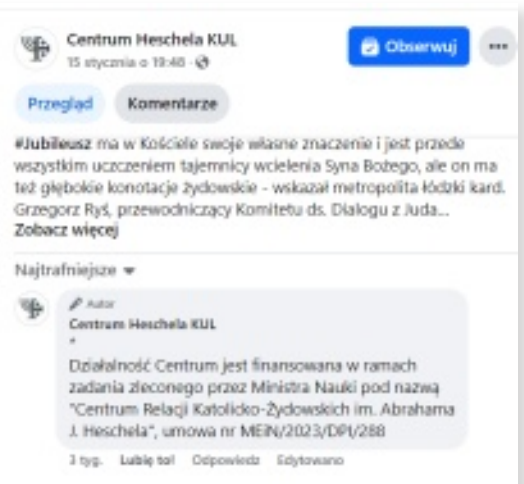 Centrum Heschela KUL
15 stycznia o 19:48
Obserwuj
Przegląd
Komentarze
#Jubileusz ma w Kościele swoje własne znaczenie i jest przede
wszystkim uczczeniem tajemnicy wcielenia Syna Bożego, ale on ma
też głębokie konotacje żydowskie – wskazał metropolita łódzki kard.
Grzegorz Ryś, przewodniczący Komitetu ds. Dialogu z Juda...
Zobacz więcej
Najtrafniejsze
Autor
Centrum Heschela KUL
*
Działalność Centrum jest finansowana w ramach
zadania zleconego przez Ministra Nauki pod nazwą
"Centrum Relacji Katolicko-Żydowskich im. Abrahama
J. Heschela", umowa nr MEiN/2023/DPI/288
3 tyg. Lubię to! Odpowiedz Edytowano